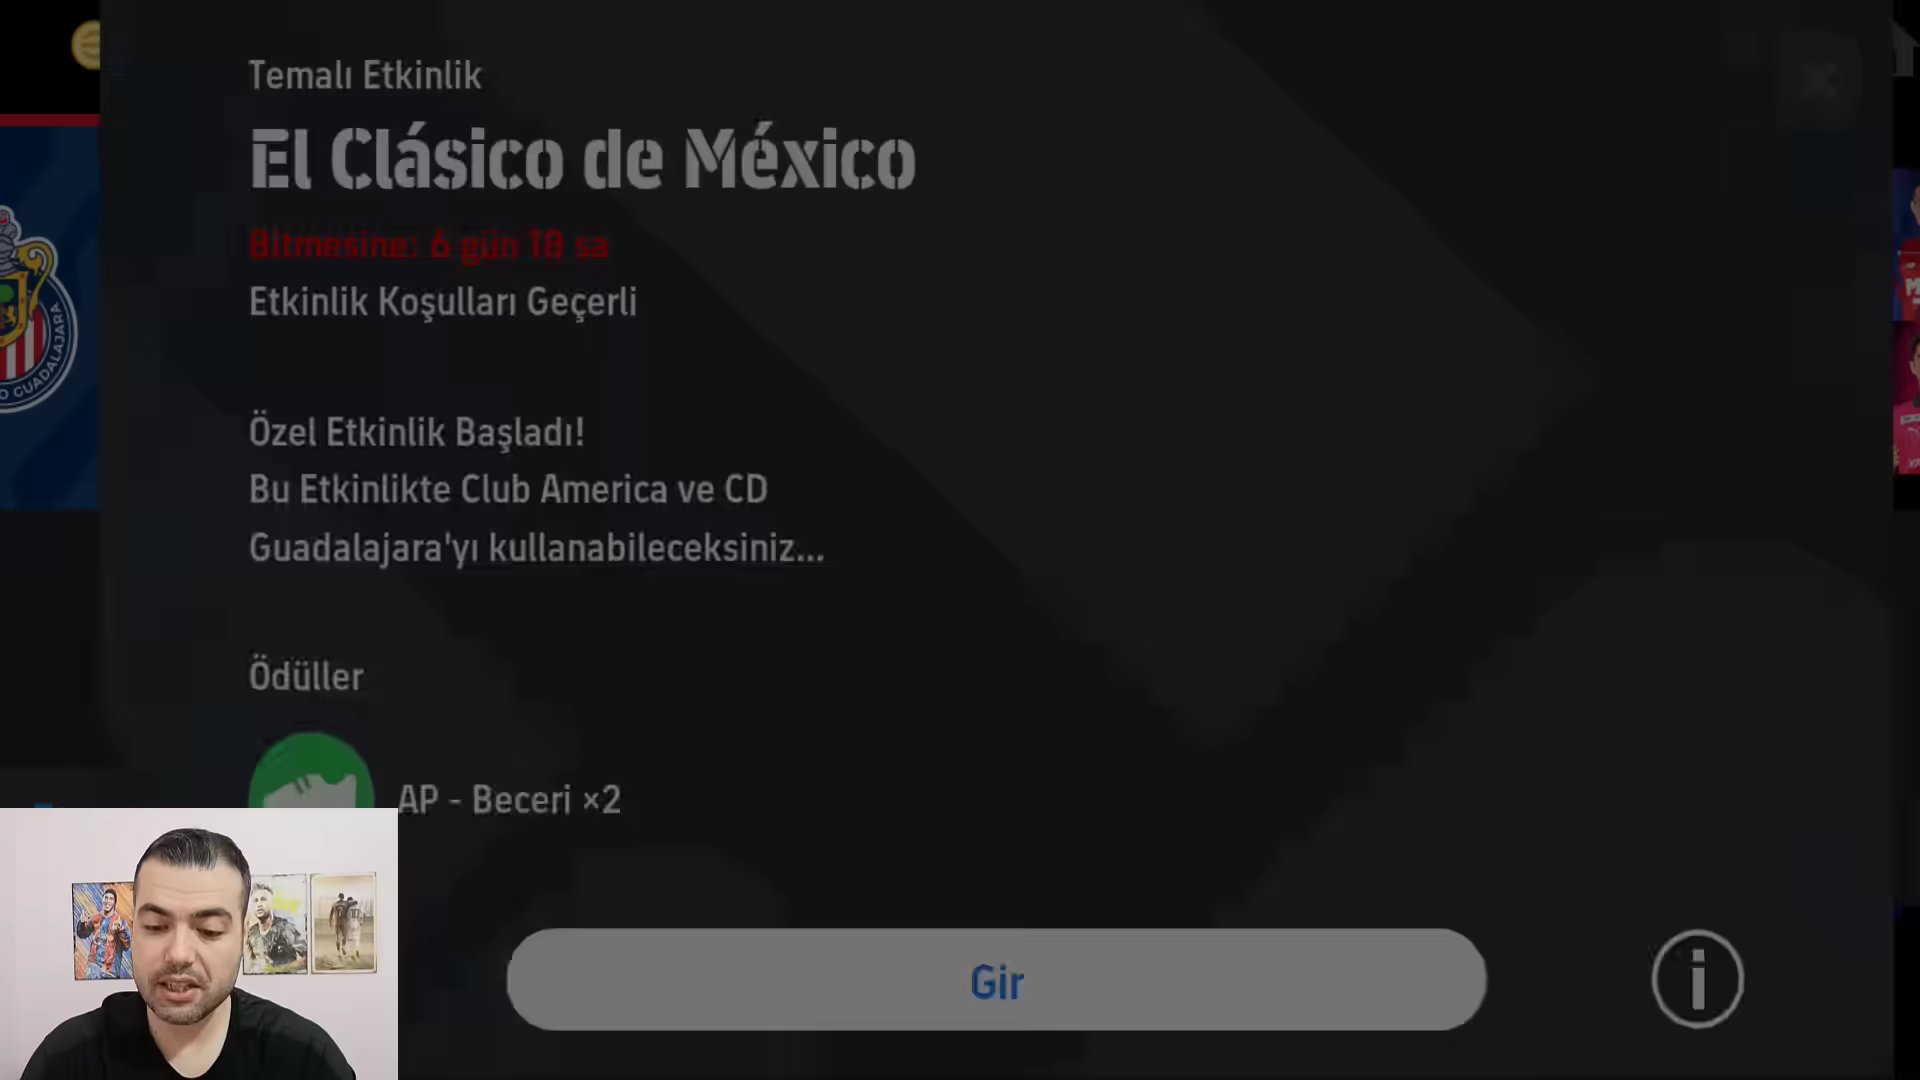 Temalı Etkinlik
El Clásico de México
Bitmesine: 6 gün 18 sa
Etkinlik Koşulları Geçerli
Özel Etkinlik Başladı!
Bu Etkinlikte Club America ve CD
Guadalajara'yı kullanabileceksiniz...
Ödüller
AP - Beceri ×2
Gir
GUADALAJARA